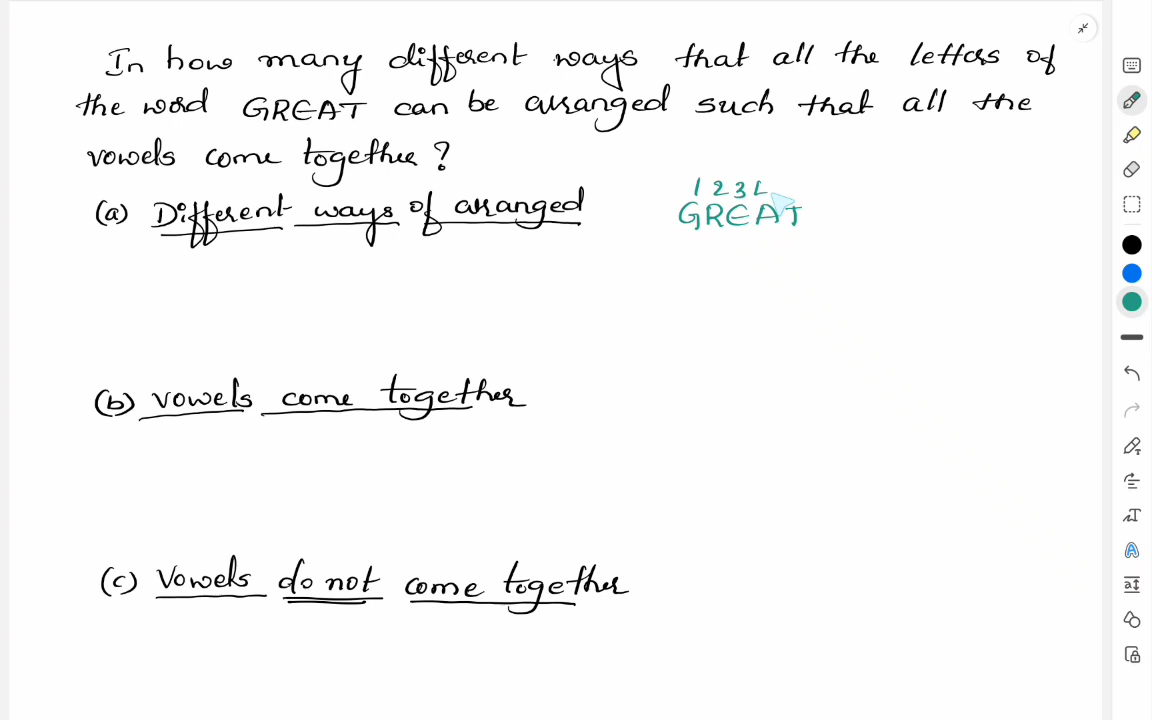 In how many different ways that all the letters of
the word GREAT can be arranged such that all the
vowels come together ?
(a) Different ways of arranged
1 2 3
GREAT
(b) vowels come together
(c) Vowels do not come together